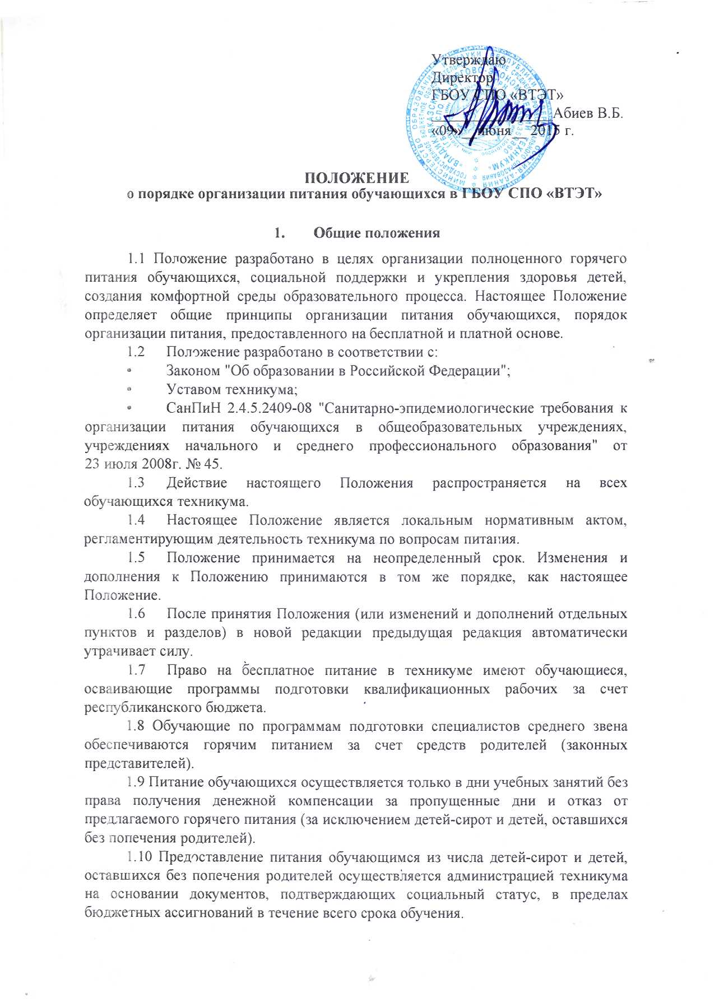 Утверждаю
Директор
ГБОУ СПО «ВТЭТ»
________________Абиев В.Б.
«09»__июня__ 2015 г.
ПОЛОЖЕНИЕ
о порядке организации питания обучающихся в ГБОУ СПО «ВТЭТ»
1. Общие положения
1.1 Положение разработано в целях организации полноценного горячего
питания обучающихся, социальной поддержки и укрепления здоровья детей,
создания комфортной среды образовательного процесса. Настоящее Положение
определяет общие принципы организации питания обучающихся, порядок
организации питания, предоставленного на бесплатной и платной основе.
1.2 Положение разработано в соответствии с:
• Законом "Об образовании в Российской Федерации";
• Уставом техникума;
• СанПиН 2.4.5.2409-08 "Санитарно-эпидемиологические требования к
организации питания обучающихся в общеобразовательных учреждениях,
учреждениях начального и среднего профессионального образования" от
23 июля 2008г. № 45.
1.3 Действие настоящего Положения распространяется на всех
обучающихся техникума.
1.4 Настоящее Положение является локальным нормативным актом,
регламентирующим деятельность техникума по вопросам питания.
1.5 Положение принимается на неопределенный срок. Изменения и
дополнения к Положению принимаются в том же порядке, как настоящее
Положение.
1.6 После принятия Положения (или изменений и дополнений отдельных
пунктов и разделов) в новой редакции предыдущая редакция автоматически
утрачивает силу.
1.7 Право на бесплатное питание в техникуме имеют обучающиеся,
осваивающие программы подготовки квалификационных рабочих за счет
республиканского бюджета.
1.8 Обучающие по программам подготовки специалистов среднего звена
обеспечиваются горячим питанием за счет средств родителей (законных
представителей).
1.9 Питание обучающихся осуществляется только в дни учебных занятий без
права получения денежной компенсации за пропущенные дни и отказ от
предлагаемого горячего питания (за исключением детей-сирот и детей, оставшихся
без попечения родителей).
1.10 Предоставление питания обучающимся из числа детей-сирот и детей,
оставшихся без попечения родителей осуществляется администрацией техникума
на основании документов, подтверждающих социальный статус, в пределах
бюджетных ассигнований в течение всего срока обучения.